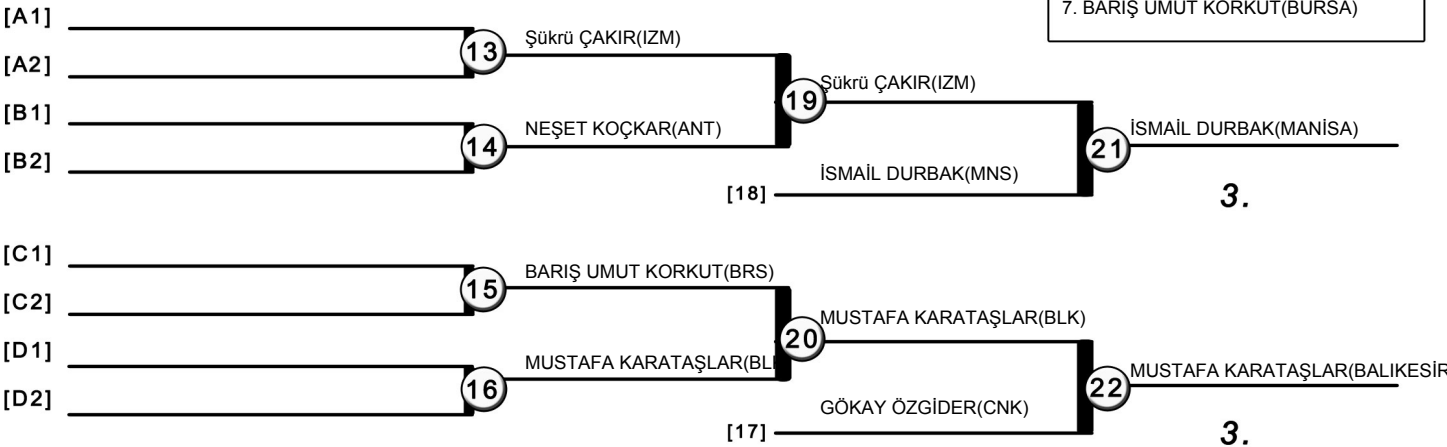 7. BARIŞ UMUT KORKUT(BURSA)
[A1]
13 Şükrü ÇAKIR(IZM)
[A2]
19 Şükrü ÇAKIR(IZM)
[B1]
14 NEŞET KOÇKAR(ANT)
21 İSMAİL DURBAK(MANİSA)
[B2]
[18] İSMAİL DURBAK(MNS)
3.
[C1]
15 BARIŞ UMUT KORKUT(BRS)
[C2]
20 MUSTAFA KARATAŞLAR(BLK)
[D1]
16 MUSTAFA KARATAŞLAR(BL
22 MUSTAFA KARATAŞLAR(BALIKESİR
[D2]
[17] GÖKAY ÖZGİDER(CNK)
3.